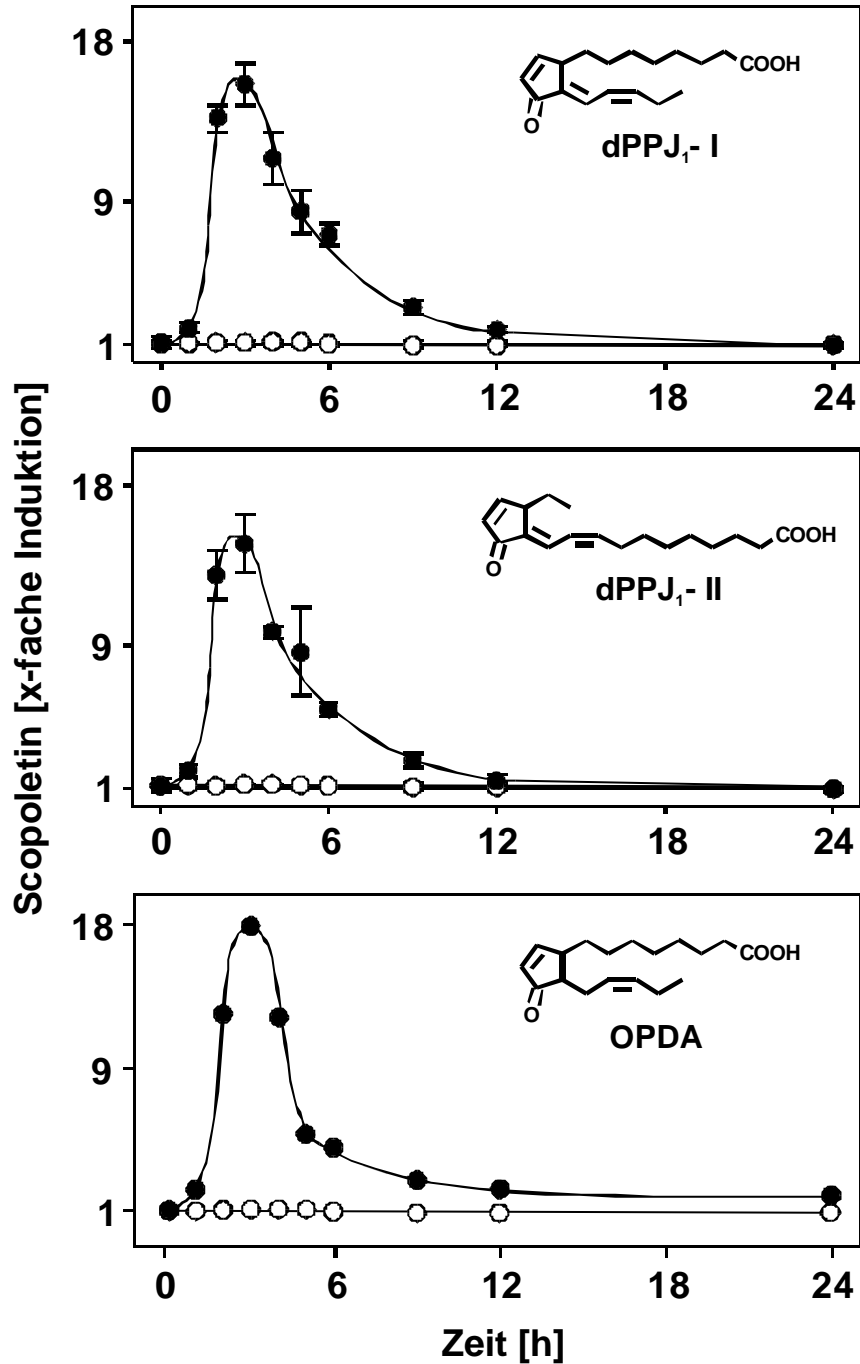 Scopoletin [x-fache Induktion]
18
9
1
0 6 12 18 24
COOH
O
dPPJ₁- I
18
9
1
0 6 12 18 24
COOH
O
dPPJ₁- II
18
9
1
0 6 12 18 24
COOH
O
OPDA
Zeit [h]